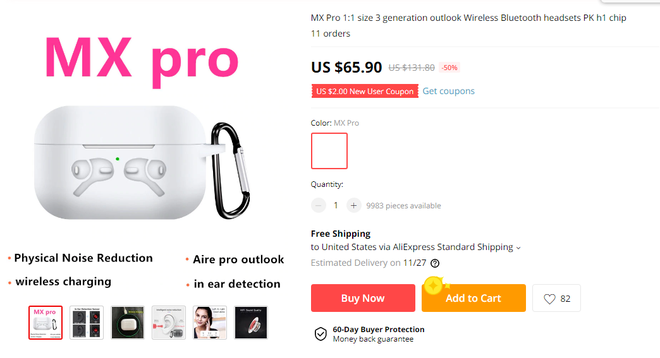 MX pro
Physical Noise Reduction
wireless charging
Aire pro outlook
in ear detection
MX pro
MX Pro 1:1 size 3 generation outlook Wireless Bluetooth headsets PK h1 chip
11 orders
US $65.90 US $131.80 -50%
US $2.00 New User Coupon Get coupons
Color: MX Pro
Quantity:
1 9983 pieces available
Free Shipping
to United States via AliExpress Standard Shipping
Estimated Delivery on 11/27
Buy Now
Add to Cart
82
60-Day Buyer Protection
Money back guarantee